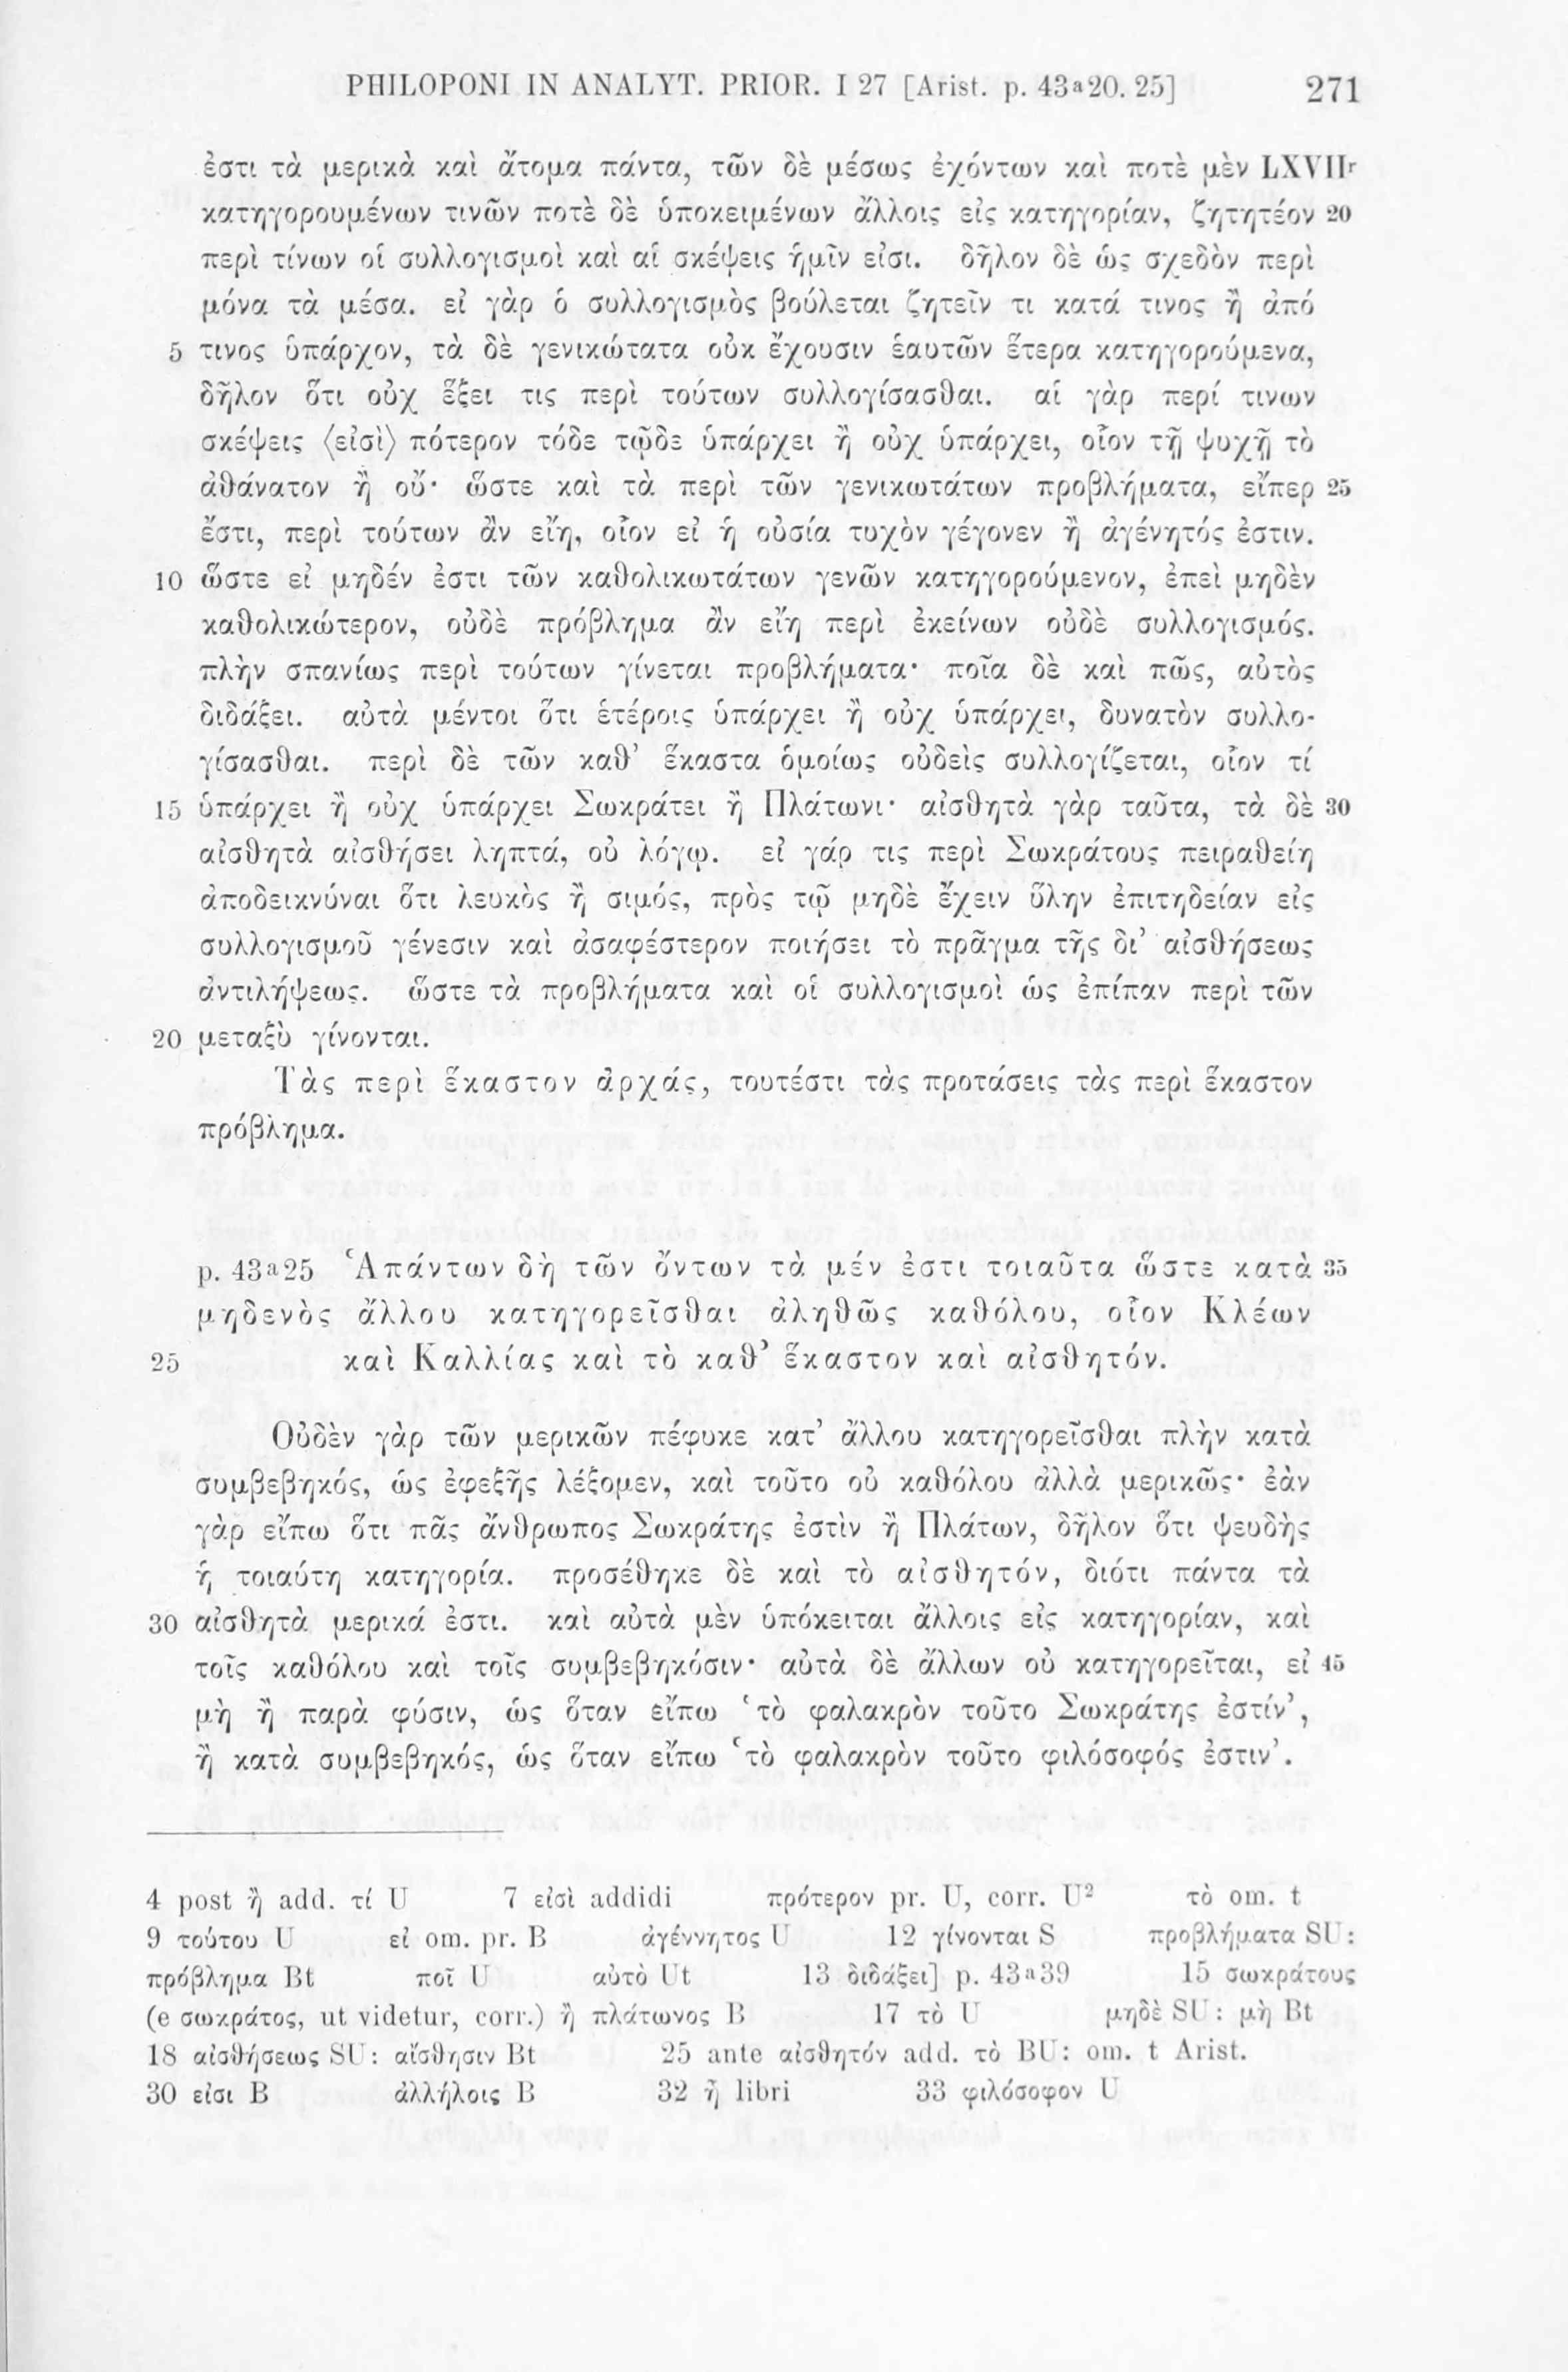 PHILOPONI IN ANALYT. PRIOR. I 27 [Arist. p. 43a20. 25] 271
ἐστι τὰ μερικὰ καὶ ἄτομα πάντα, τῶν δὲ μέσως ἐχόντων καὶ ποτὲ μὲν LXVIIr
κατηγορουμένων τινῶν ποτὲ δὲ ὑποκειμένων ἄλλοις εἰς κατηγορίαν, ζητητέον 20
περὶ τίνων οἱ συλλογισμοὶ καὶ αἱ σκέψεις ἡμῖν εἰσι. δῆλον δὲ ὡς σχεδὸν περὶ
μόνα τὰ μέσα. εἰ γὰρ ὁ συλλογισμὸς βούλεται ζητεῖν τι κατά τινος ἢ ἀπό
5 τινος ὑπάρχον, τὰ δὲ γενικώτατα οὐκ ἔχουσιν ἑαυτῶν ἕτερα κατηγορούμενα,
δῆλον ὅτι οὐχ ἕξει τις περὶ τούτων συλλογίσασθαι. αἱ γὰρ περί τινων
σκέψεις ⟨εἰσὶ⟩ πότερον τόδε τῷδε ὑπάρχει ἢ οὐχ ὑπάρχει, οἷον τῇ ψυχῇ τὸ
ἀθάνατον ἢ οὔ· ὥστε καὶ τὰ περὶ τῶν γενικωτάτων προβλήματα, εἴπερ 25
ἔστι, περὶ τούτων ἂν εἴη, οἷον εἰ ἡ οὐσία τυχὸν γέγονεν ἢ ἀγένητός ἐστιν.
10 ὥστε εἰ μηδέν ἐστι τῶν καθολικωτάτων γενῶν κατηγορούμενον, ἐπεὶ μηδὲν
καθολικώτερον, οὐδὲ πρόβλημα ἂν εἴη περὶ ἐκείνων οὐδὲ συλλογισμός.
πλὴν σπανίως περὶ τούτων γίνεται προβλήματα· ποῖα δὲ καὶ πῶς, αὐτὸς
διδάξει. αὐτὰ μέντοι ὅτι ἑτέροις ὑπάρχει ἢ οὐχ ὑπάρχει, δυνατὸν συλλο-
γίσασθαι. περὶ δὲ τῶν καθ’ ἕκαστα ὁμοίως οὐδεὶς συλλογίζεται, οἷον τί
15 ὑπάρχει ἢ οὐχ ὑπάρχει Σωκράτει ἢ Πλάτωνι· αἰσθητὰ γὰρ ταῦτα, τὰ δὲ 30
αἰσθητὰ αἰσθήσει ληπτά, οὐ λόγῳ. εἰ γάρ τις περὶ Σωκράτους πειραθείη
ἀποδεικνύναι ὅτι λευκὸς ἢ σιμός, πρὸς τῷ μηδὲ ἔχειν ὕλην ἐπιτηδείαν εἰς
συλλογισμοῦ γένεσιν καὶ ἀσαφέστερον ποιήσει τὸ πρᾶγμα τῆς δι’ αἰσθήσεως
ἀντιλήψεως. ὥστε τὰ προβλήματα καὶ οἱ συλλογισμοὶ ὡς ἐπίπαν περὶ τῶν
20 μεταξὺ γίνονται.
Τὰς περὶ ἕκαστον ἀρχάς, τουτέστι τὰς προτάσεις τὰς περὶ ἕκαστον
πρόβλημα.
p. 43a25 Ἁπάντων δὴ τῶν ὄντων τὰ μέν ἐστι τοιαῦτα ὥστε κατὰ 35
μηδενὸς ἄλλου κατηγορεῖσθαι ἀληθῶς καθόλου, οἷον Κλέων
25 καὶ Καλλίας καὶ τὸ καθ’ ἕκαστον καὶ αἰσθητόν.
Οὐδὲν γὰρ τῶν μερικῶν πέφυκε κατ’ ἄλλου κατηγορεῖσθαι πλὴν κατὰ
συμβεβηκός, ὡς ἐφεξῆς λέξομεν, καὶ τοῦτο οὐ καθόλου ἀλλὰ μερικῶς· ἐὰν
γὰρ εἴπω ὅτι πᾶς ἄνθρωπος Σωκράτης ἐστὶν ἢ Πλάτων, δῆλον ὅτι ψευδὴς
ἡ τοιαύτη κατηγορία. προσέθηκε δὲ καὶ τὸ αἰσθητόν, διότι πάντα τὰ
30 αἰσθητὰ μερικά ἐστι. καὶ αὐτὰ μὲν ὑπόκειται ἄλλοις εἰς κατηγορίαν, καὶ
τοῖς καθόλου καὶ τοῖς συμβεβηκόσιν· αὐτὰ δὲ ἄλλων οὐ κατηγορεῖται, εἰ 45
μὴ ἢ παρὰ φύσιν, ὡς ὅταν εἴπω ‘τὸ φαλακρὸν τοῦτο Σωκράτης ἐστίν’,
ἢ κατὰ συμβεβηκός, ὡς ὅταν εἴπω ‘τὸ φαλακρὸν τοῦτο φιλόσοφός ἐστιν’.
4 post ἢ add. τί U 7 εἰσὶ addidi πρότερον pr. U, corr. U2 τὸ om. t
9 τούτου U εἰ om. pr. B ἀγέννητος U 12 γίνονται S προβλήματα SU:
πρόβλημα Bt ποῖ U αὐτὸ Ut 13 διδάξει] p. 43a39 15 σωκράτους
(e σωκράτος, ut videtur, corr.) ἢ πλάτωνος B 17 τὸ U μηδὲ SU: μὴ Bt
18 αἰσθήσεως SU: αἴσθησιν Bt 25 ante αἰσθητόν add. τὸ BU: om. t Arist.
30 εἰσι B ἀλλήλοις B 32 ἦ libri 33 φιλόσοφον U